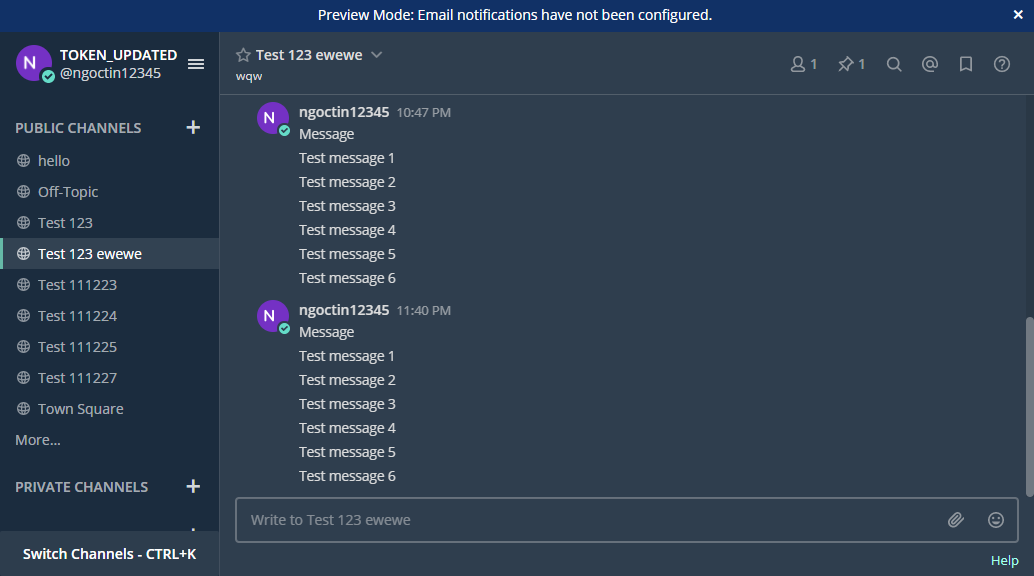 Preview Mode: Email notifications have not been configured.
N
TOKEN_UPDATED
@ngoctin12345
PUBLIC CHANNELS
hello
Off-Topic
Test 123
Test 123 ewewe
Test 111223
Test 111224
Test 111225
Test 111227
Town Square
More...
PRIVATE CHANNELS
Switch Channels - CTRL+K
Test 123 ewewe
wqw
1
1
N
ngoctin12345 10:47 PM
Message
Test message 1
Test message 2
Test message 3
Test message 4
Test message 5
Test message 6
N
ngoctin12345 11:40 PM
Message
Test message 1
Test message 2
Test message 3
Test message 4
Test message 5
Test message 6
Write to Test 123 ewewe
Help